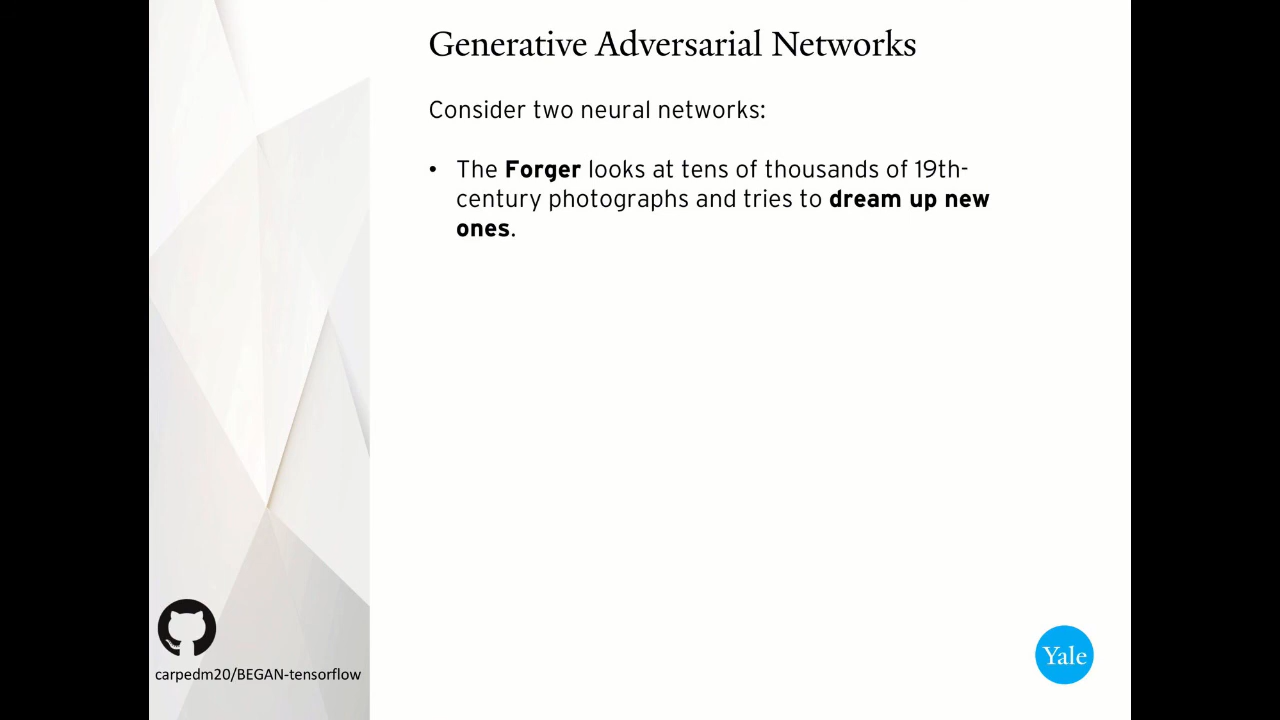 Generative Adversarial Networks
Consider two neural networks:
• The Forger looks at tens of thousands of 19th-
century photographs and tries to dream up new
ones.
carpedm20/BEGAN-tensorflow
Yale